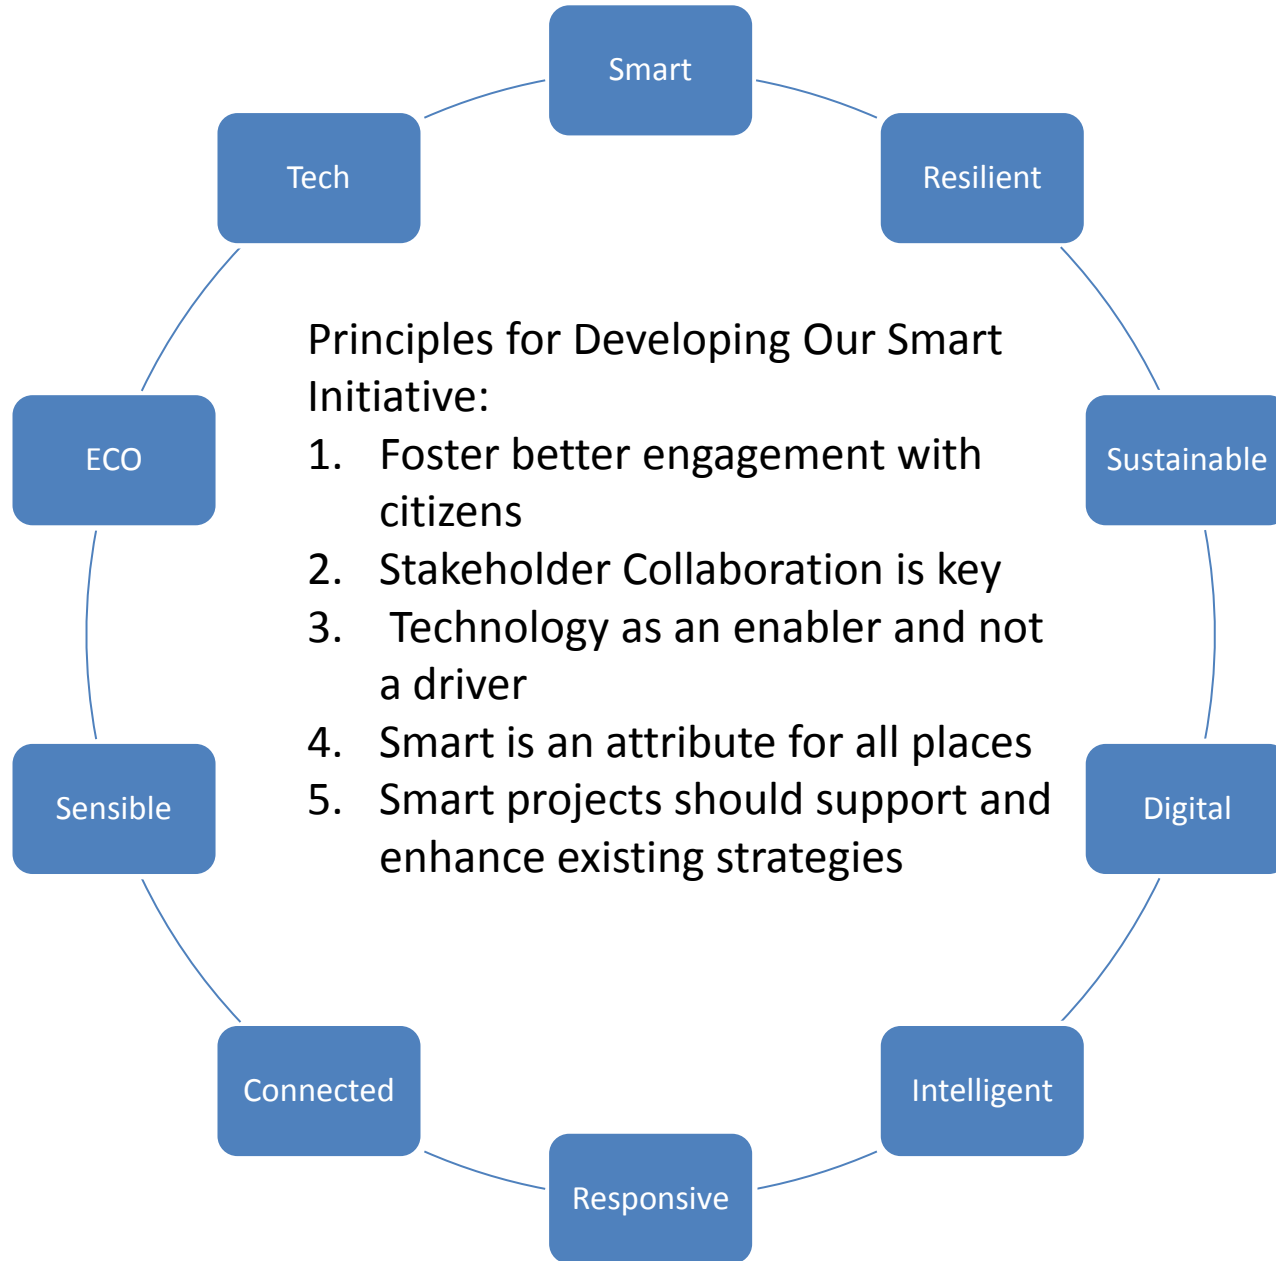 Smart
Tech
Resilient
Principles for Developing Our Smart
Initiative:
1. Foster better engagement with
citizens
2. Stakeholder Collaboration is key
3. Technology as an enabler and not
a driver
4. Smart is an attribute for all places
5. Smart projects should support and
enhance existing strategies
ECO
Sustainable
Sensible
Digital
Connected
Intelligent
Responsive